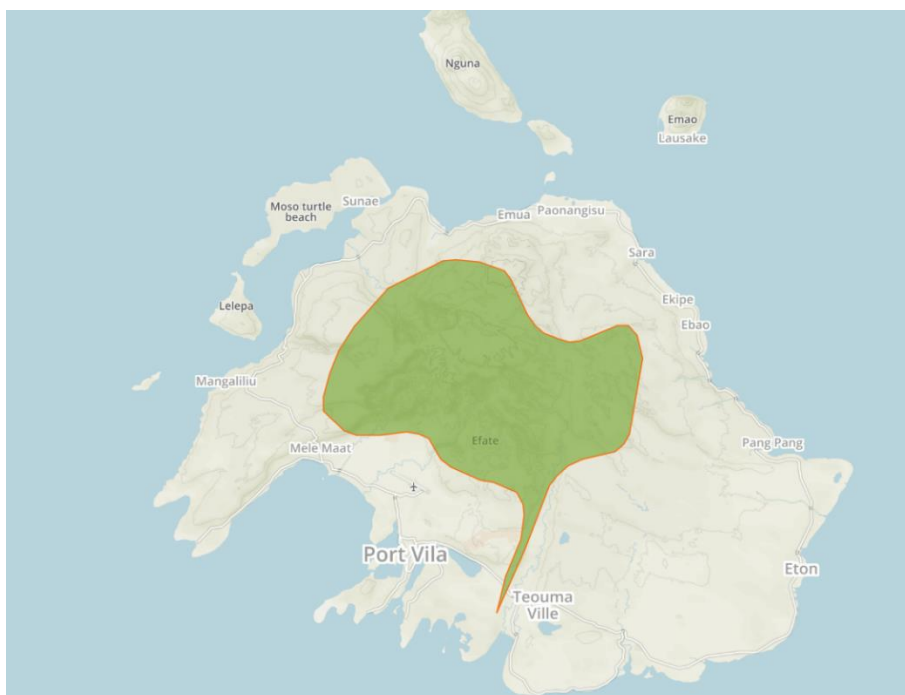 Nguna
Emao
Lausake
Moso turtle
beach
Sunae
Emua
Paonangisu
Sara
Lelepa
Ekipe
Ebao
Mangaliliu
Mele Maat
Efate
Pang Pang
Port Vila
Eton
Teouma
Ville